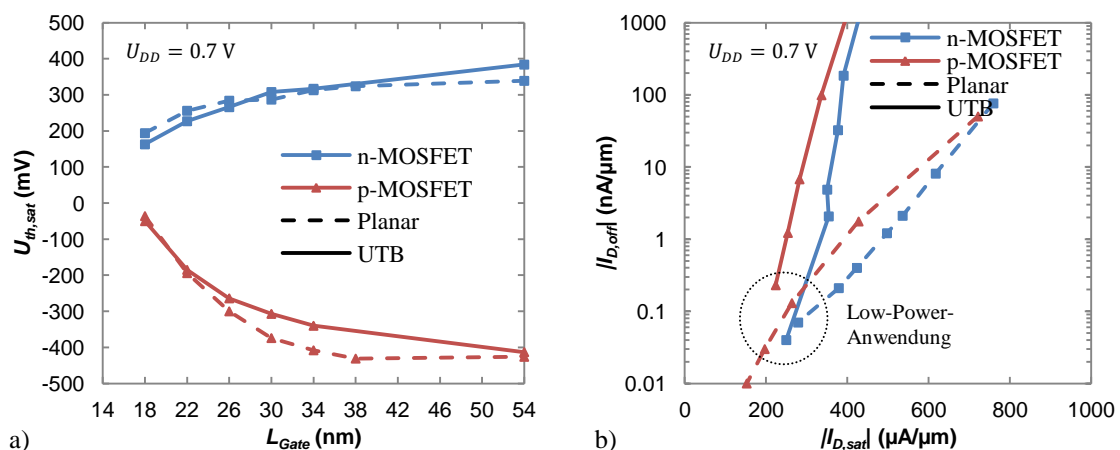 U_DD = 0.7 V
500
400
300
200
100
0
-100
-200
-300
-400
-500
U_th,sat (mV)
n-MOSFET
p-MOSFET
Planar
UTB
14 18 22 26 30 34 38 42 46 50 54
L_Gate (nm)
a)
U_DD = 0.7 V
1000
100
10
1
0.1
0.01
|I_D,off| (nA/µm)
n-MOSFET
p-MOSFET
Planar
UTB
Low-Power-
Anwendung
0 200 400 600 800 1000
|I_D,sat| (µA/µm)
b)